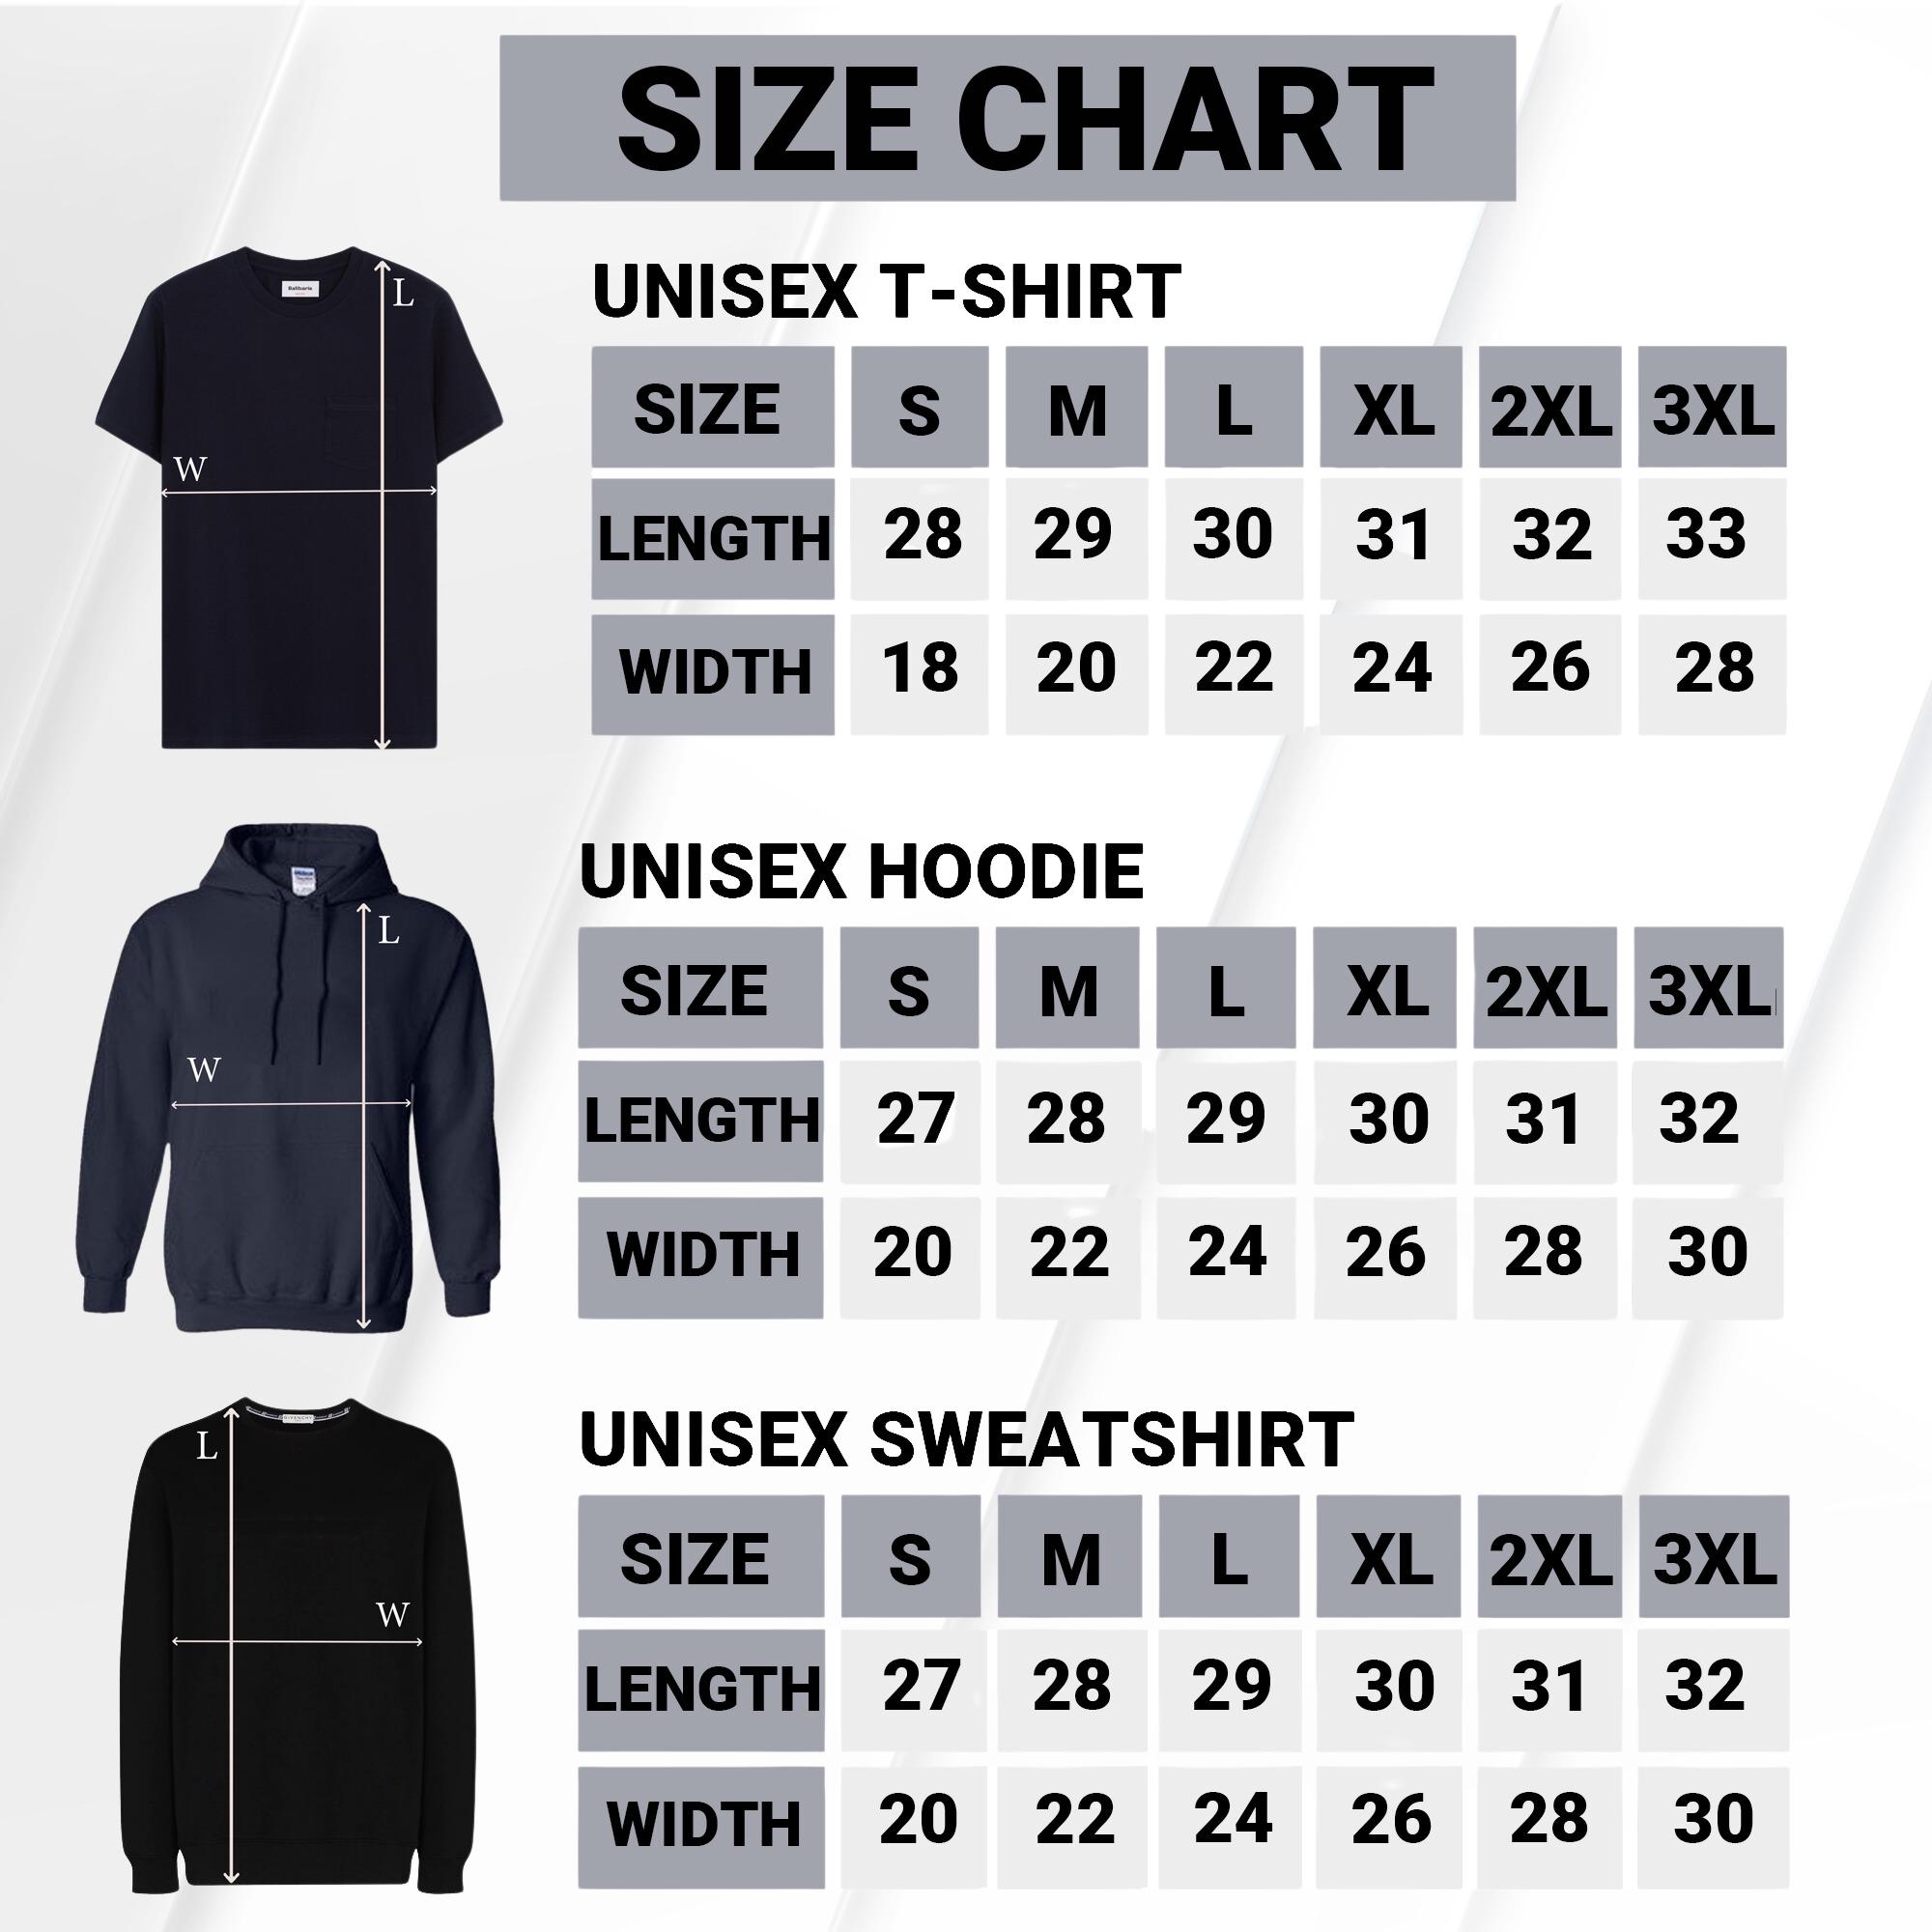 SIZE CHART
Balibaris
L
W
UNISEX T-SHIRT
SIZE S M L XL 2XL 3XL
LENGTH 28 29 30 31 32 33
WIDTH 18 20 22 24 26 28
L
W
UNISEX HOODIE
SIZE S M L XL 2XL 3XL
LENGTH 27 28 29 30 31 32
WIDTH 20 22 24 26 28 30
GIVENCHY
L
W
UNISEX SWEATSHIRT
SIZE S M L XL 2XL 3XL
LENGTH 27 28 29 30 31 32
WIDTH 20 22 24 26 28 30